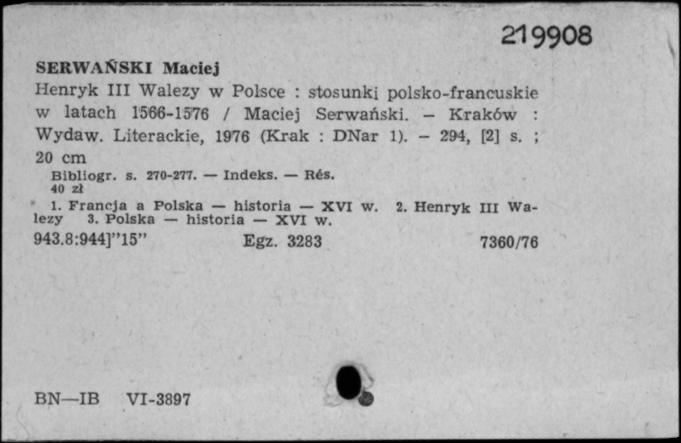 219908
SERWAŃSKI Maciej
Henryk III Walezy w Polsce : stosunki polsko-francuskie
w latach 1566-1576 / Maciej Serwański. — Kraków :
Wydaw. Literackie, 1976 (Krak : DNar 1). — 294, [2] s. ;
20 cm
Bibliogr. s. 270-277. — Indeks. — Rés.
40 zł
1. Francja a Polska — historia — XVI w. 2. Henryk III Wa-
lezy 3. Polska — historia — XVI w.
943.8:944]"15" Egz. 3283 7360/76
BN—IB VI-3897